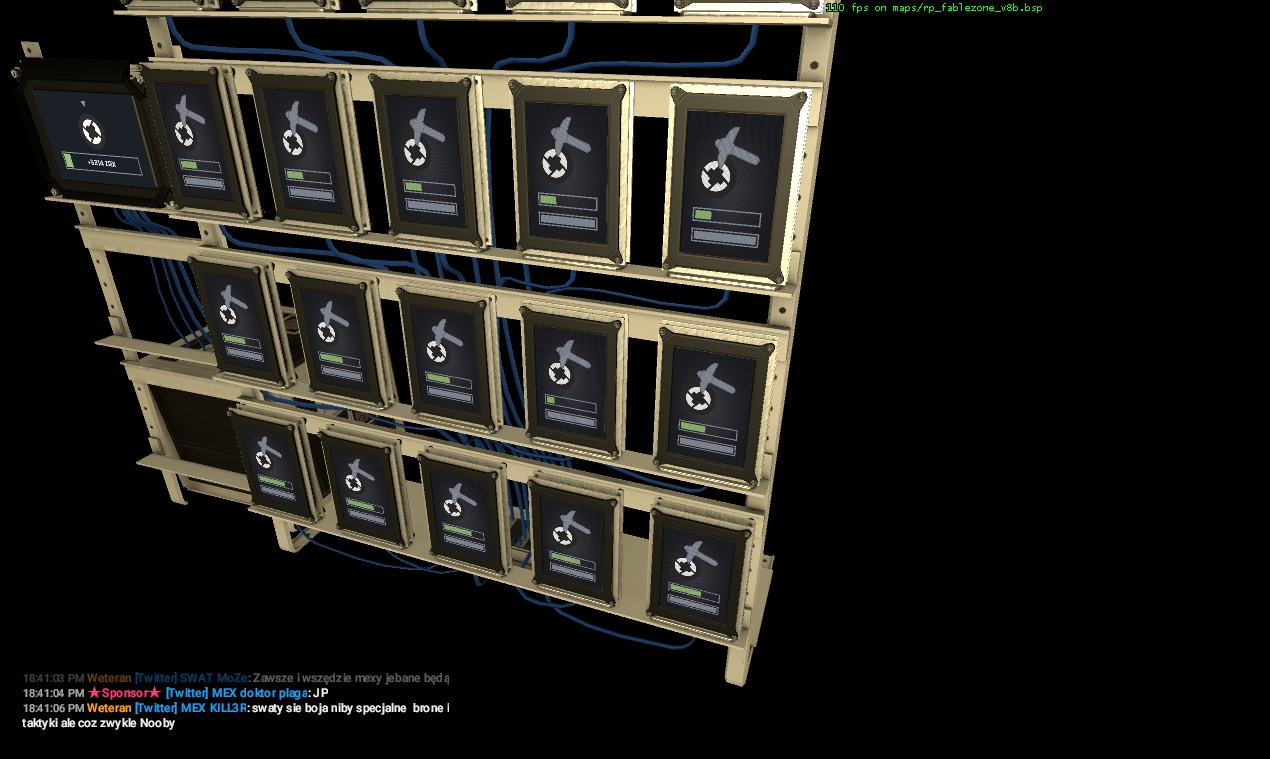 110 fps on maps/rp_fablezone_v8b.bsp
18:41:03 PM Weteran [Twitter] SWAT MoZe: Zawsze i wszędzie mexy jebane będą
18:41:04 PM ★Sponsor★ [Twitter] MEX doktor plaga: JP
18:41:06 PM Weteran [Twitter] MEX KILL3R: swaty sie boja niby specjalne brone i
taktyki ale coz zwykle Nooby